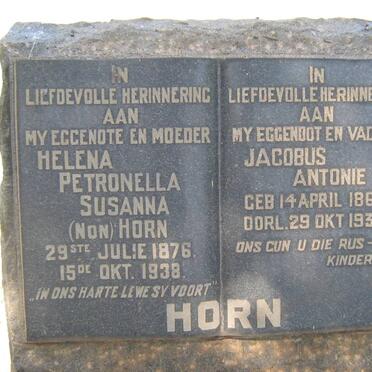 IN
LIEFDEVOLLE HERINNERING
AAN
MY EGGENOTE EN MOEDER
HELENA
PETRONELLA
SUSANNA
(NON) HORN
29STE JULIE 1876
15DE OKT. 1938.
„IN ONS HARTE LEWE SY VOORT"
IN
LIEFDEVOLLE HERINNE
AAN
MY EGGENOOT EN VAD
JACOBUS
ANTONIE
GEB 14 APRIL 186
OORL. 29 OKT 193
ONS GUN U DIE RUS-
KINDER
HORN